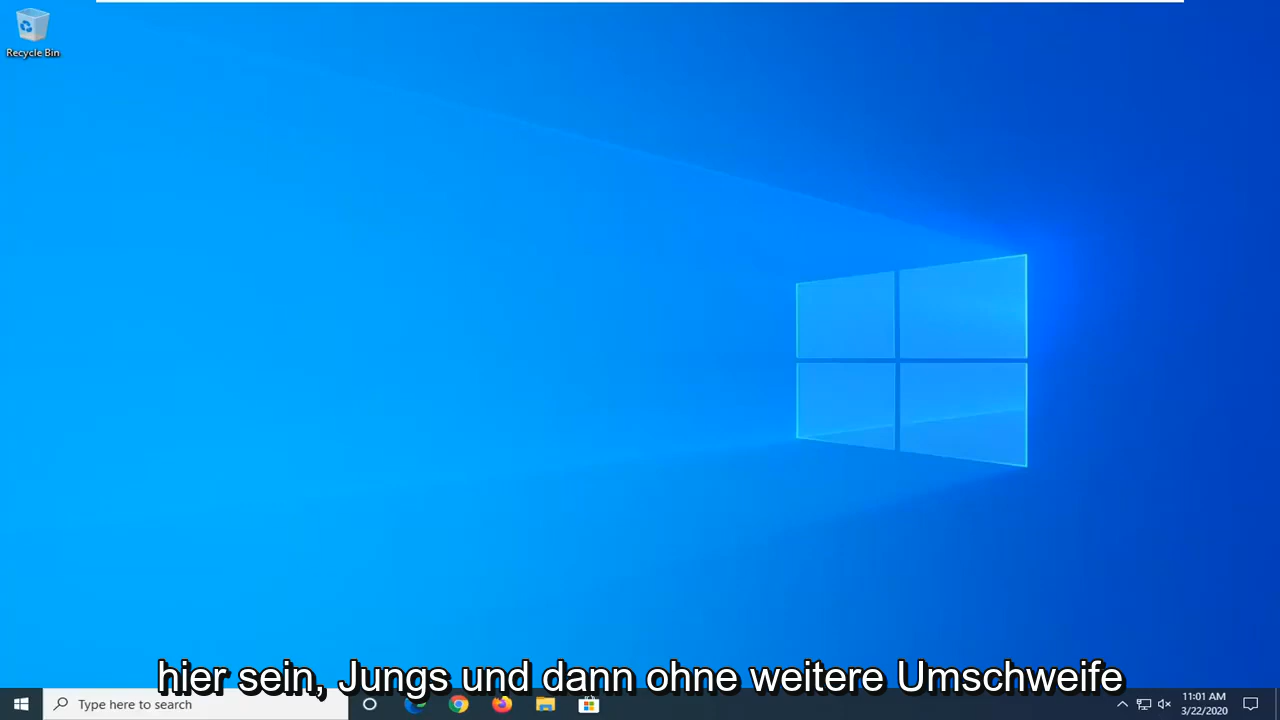 Recycle Bin
hier sein, Jungs und dann ohne weitere Umschweife
Type here to search
11:01 AM
3/22/2020